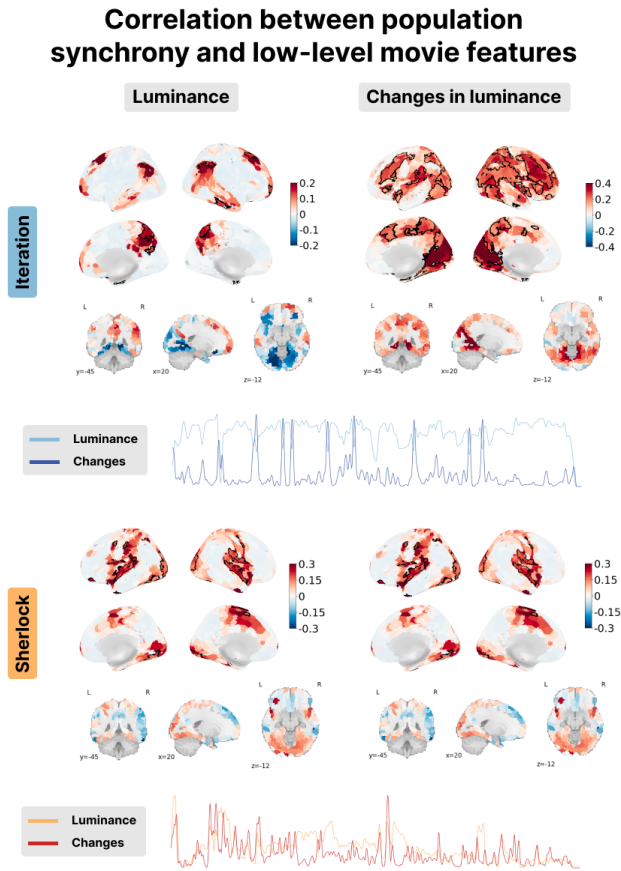 Correlation between population
synchrony and low-level movie features
Luminance
Changes in luminance
Iteration
0.2
0.1
0
-0.1
-0.2
0.4
0.2
0
-0.2
-0.4
L
R
y=-45
x=20
L
R
z=-12
L
R
y=-45
x=20
L
R
z=-12
Luminance
Changes
Sherlock
0.3
0.15
0
-0.15
-0.3
0.3
0.15
0
-0.15
-0.3
L
R
y=-45
x=20
L
R
z=-12
L
R
y=-45
x=20
L
R
z=-12
Luminance
Changes